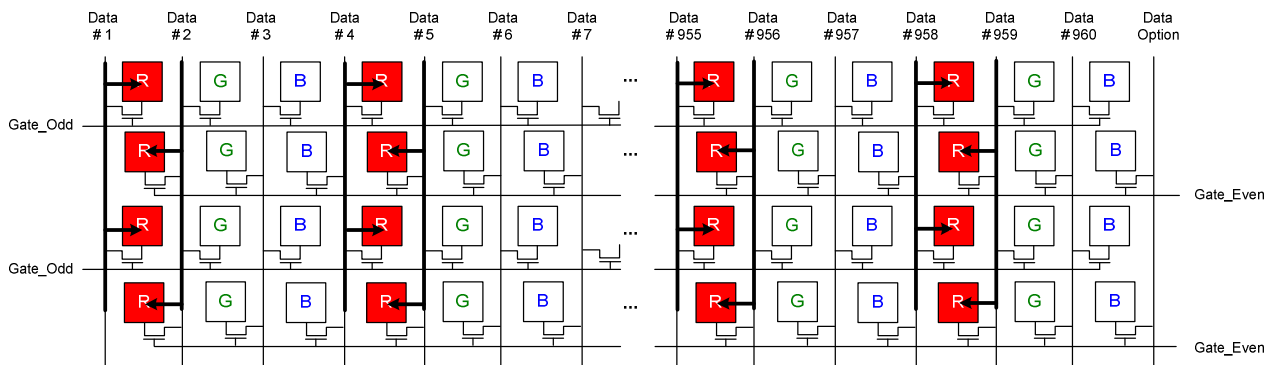 Data Data Data Data Data Data Data Data Data Data Data Data Data Data
# 1 #2 #3 #4 #5 #6 #7 # 955 #956 #957 #958 #959 #960 Option
R G B R G B ... R G B R G B
Gate_Odd
R G B R G B ... R G B R G B
Gate_Even
R G B R G B ... R G B R G B
Gate_Odd
R G B R G B ... R G B R G B
Gate_Even